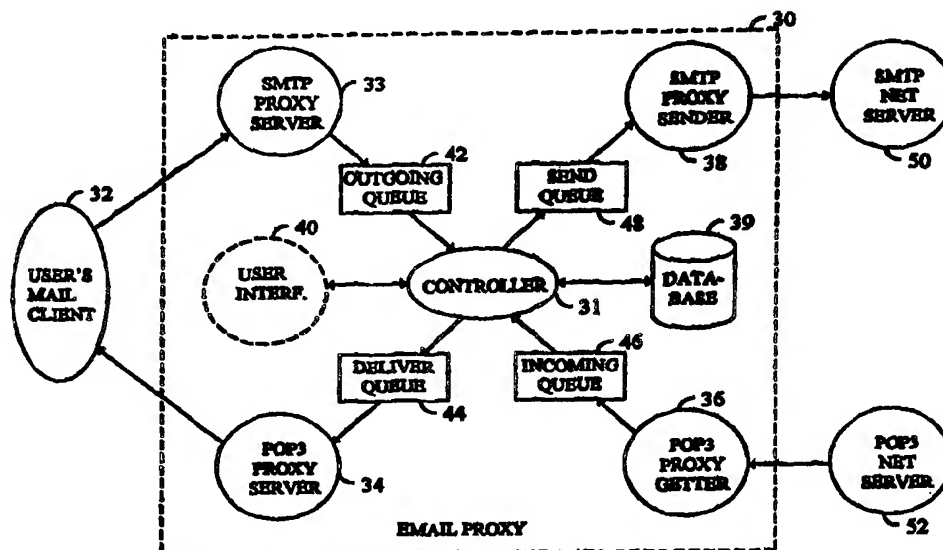 30
SMTP
PROXY
SERVER
33
SMTP
PROXY
SENDER
38
SMTP
NET
SERVER
50
42
OUTGOING
QUEUE
SEND
QUEUE
48
32
USER'S
MAIL
CLIENT
40
USER
INTERF.
CONTROLLER
31
39
DATA-
BASE
DELIVER
QUEUE
44
46
INCOMING
QUEUE
36
POP3
PROXY
SERVER
34
POP3
PROXY
GETTER
POP3
NET
SERVER
52
EMAIL PROXY